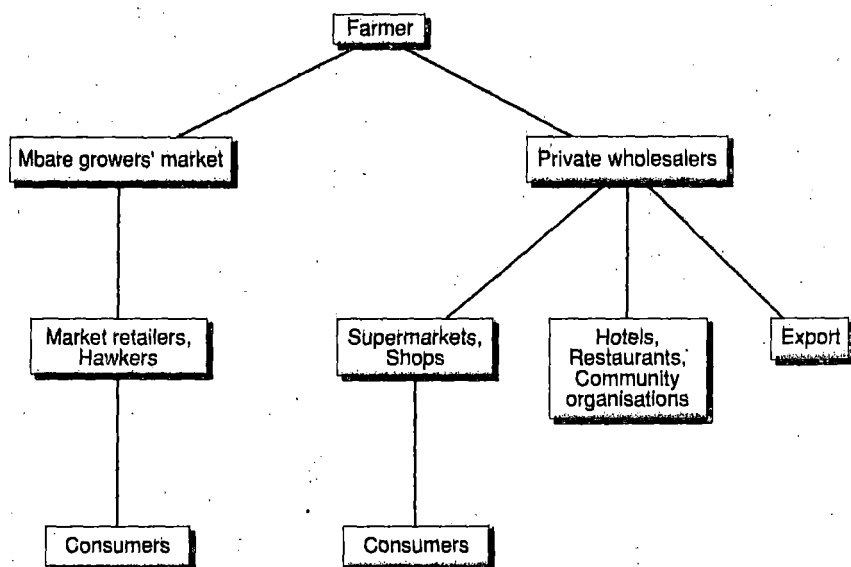 Farmer
Mbare growers' market
Private wholesalers
Market retailers,
Hawkers
Supermarkets,
Shops
Hotels,
Restaurants,
Community
organisations
Export
Consumers
Consumers